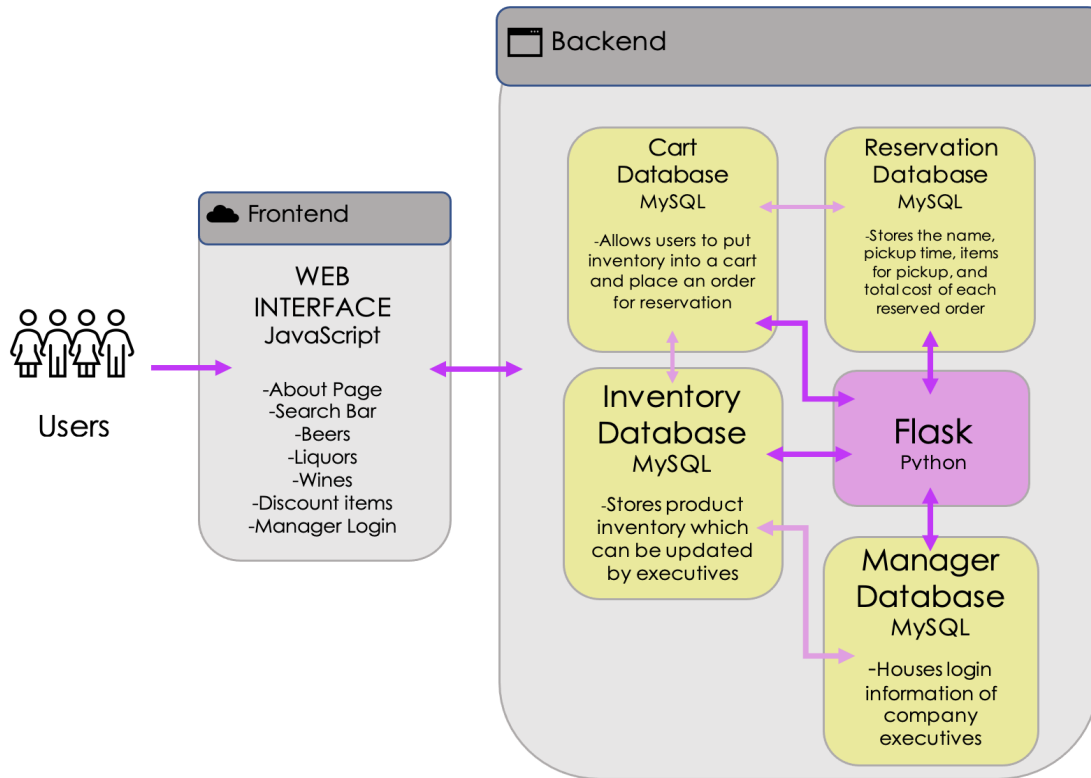 Users
Frontend
WEB
INTERFACE
JavaScript
-About Page
-Search Bar
-Beers
-Liquors
-Wines
-Discount items
-Manager Login
Backend
Cart
Database
MySQL
-Allows users to put
inventory into a cart
and place an order
for reservation
Reservation
Database
MySQL
-Stores the name,
pickup time, items
for pickup, and
total cost of each
reserved order
Inventory
Database
MySQL
-Stores product
inventory which
can be updated
by executives
Flask
Python
Manager
Database
MySQL
-Houses login
information of
company
executives